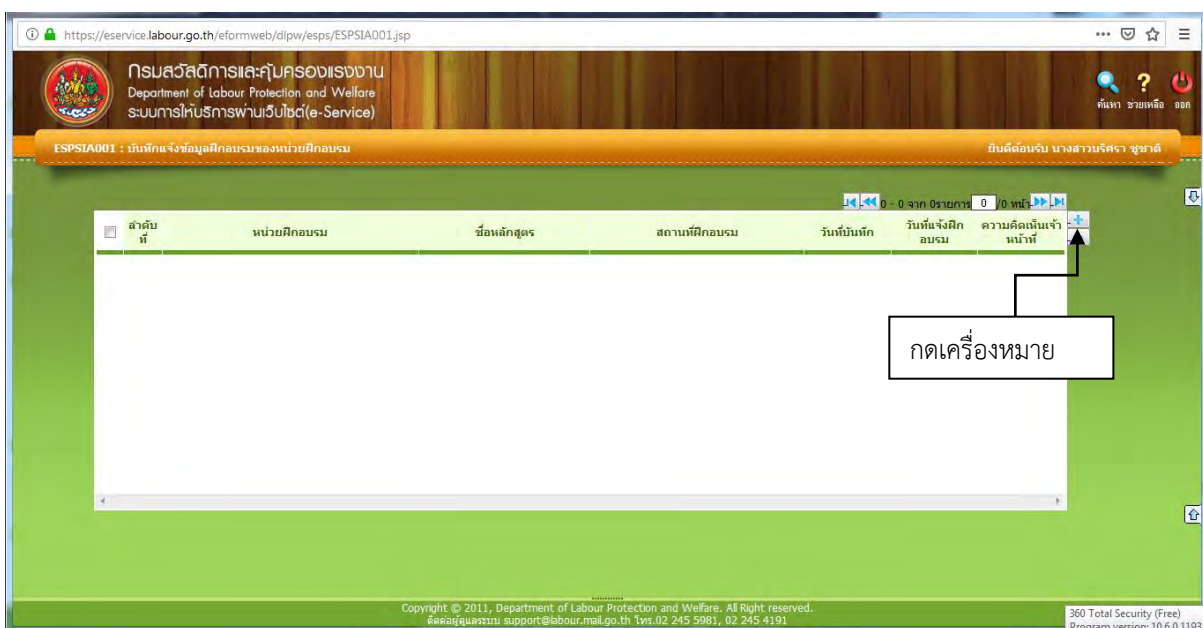 https://eservice.labour.go.th/eformweb/dlpw/esps/ESPSIA001.jsp
กรมสวัสดิการและคุ้มครองแรงงาน
Department of Labour Protection and Welfare
ระบบการให้บริการผ่านเว็บไซต์(e-Service)
ค้นหา ช่วยเหลือ ออก
ESPSIA001 : บันทึกแจ้งข้อมูลฝึกอบรมของหน่วยฝึกอบรม
ยินดีต้อนรับ นางสาวนริศรา ชูชาติ
0 - 0 จาก 0รายการ 0 /0 หน้า
ลำดับที่ หน่วยฝึกอบรม ชื่อหลักสูตร สถานที่ฝึกอบรม วันที่บันทึก วันที่แจ้งฝึกอบรม ความคิดเห็นเจ้าหน้าที่
กดเครื่องหมาย
Copyright © 2011, Department of Labour Protection and Welfare. All Right reserved.
ติดต่อผู้ดูแลระบบ support@labour.mail.go.th โทร.02 245 5981, 02 245 4191
360 Total Security (Free)
Program version: 10.6.0.1193